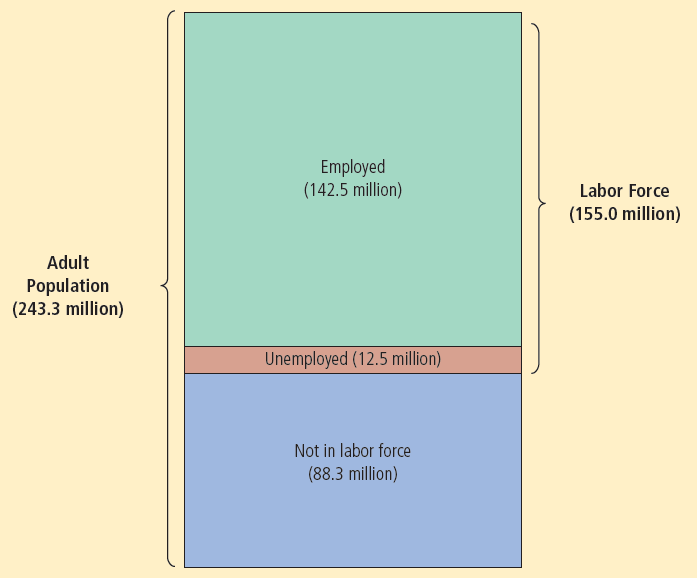 Employed
(142.5 million)
Labor Force
(155.0 million)
Adult
Population
(243.3 million)
Unemployed (12.5 million)
Not in labor force
(88.3 million)